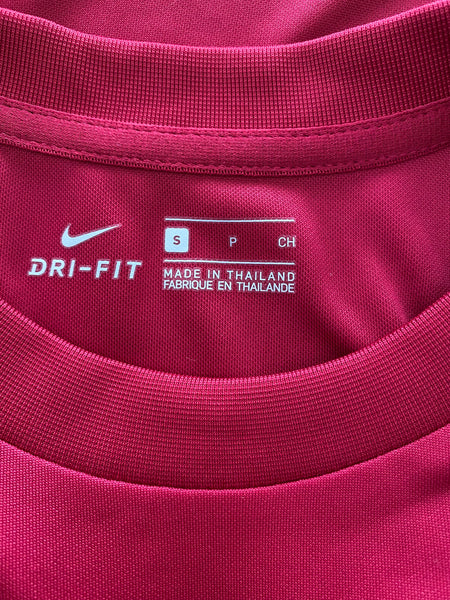 S P CH
DRI-FIT
MADE IN THAILAND
FABRIQUE EN THAILANDE